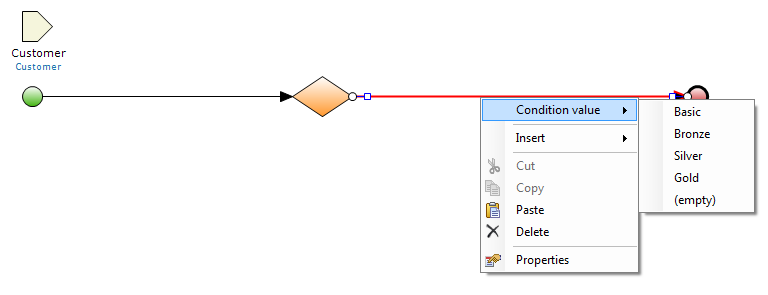 Customer
Customer
Condition value
Insert
Cut
Copy
Paste
Delete
Properties
Basic
Bronze
Silver
Gold
(empty)